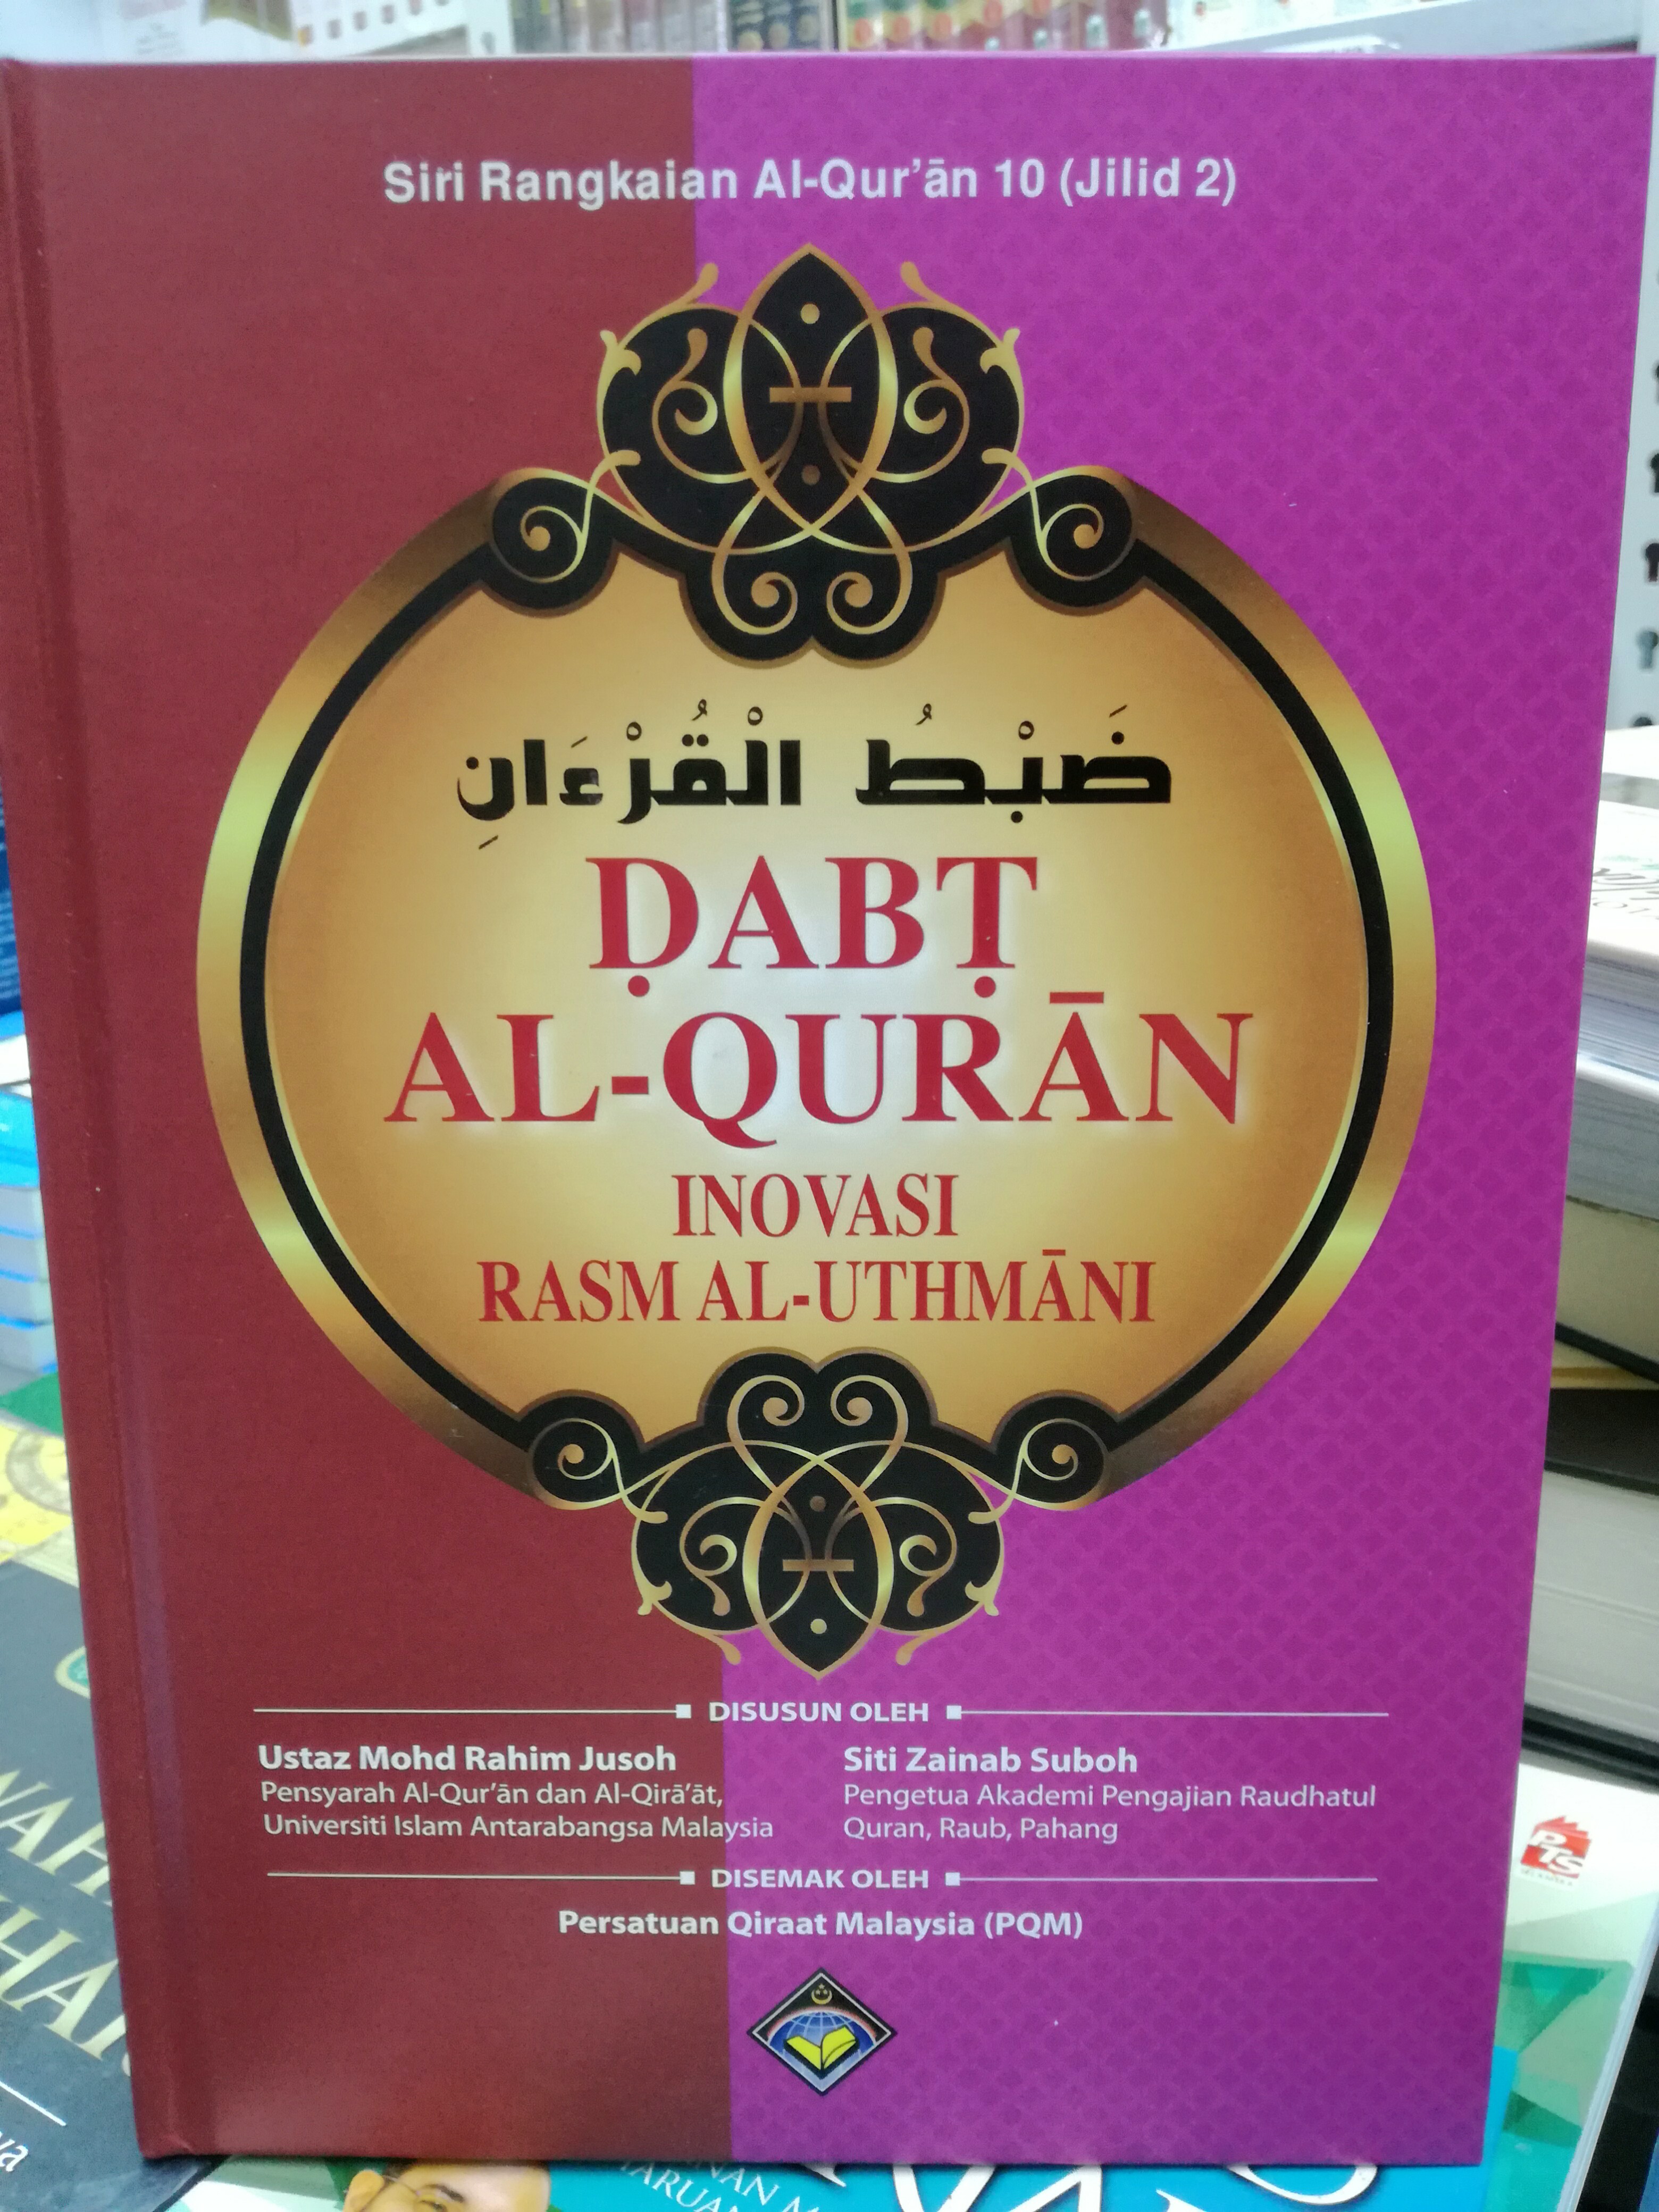 Siri Rangkaian Al-Qur'ān 10 (Jilid 2)
ضَبْطُ الْقُرْءَانِ
ḌABṬ
AL-QURĀN
INOVASI
RASM AL-UTHMĀNI
DISUSUN OLEH
Ustaz Mohd Rahim Jusoh
Pensyarah Al-Qur'ān dan Al-Qirā'āt,
Universiti Islam Antarabangsa Malaysia
Siti Zainab Suboh
Pengetua Akademi Pengajian Raudhatul
Quran, Raub, Pahang
DISEMAK OLEH
Persatuan Qiraat Malaysia (PQM)
PTS